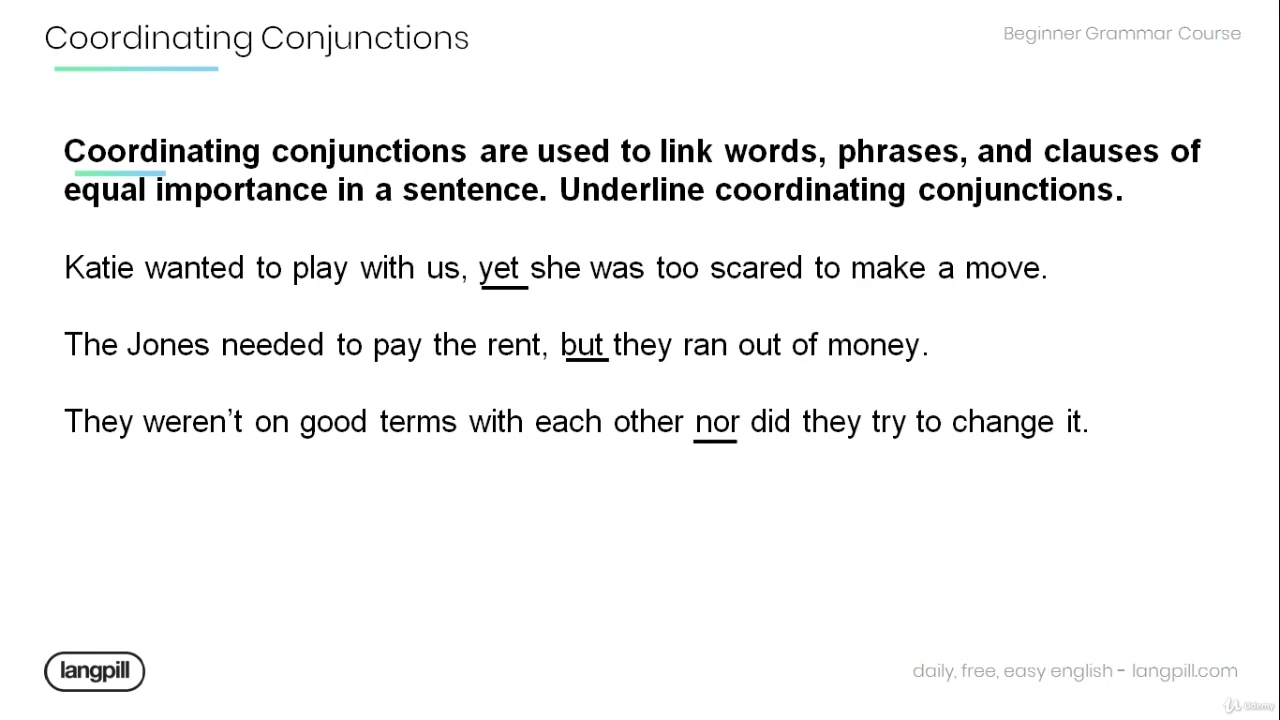 Coordinating Conjunctions
Beginner Grammar Course
Coordinating conjunctions are used to link words, phrases, and clauses of
equal importance in a sentence. Underline coordinating conjunctions.
Katie wanted to play with us, yet she was too scared to make a move.
The Jones needed to pay the rent, but they ran out of money.
They weren’t on good terms with each other nor did they try to change it.
langpill
daily, free, easy english - langpill.com
Udemy